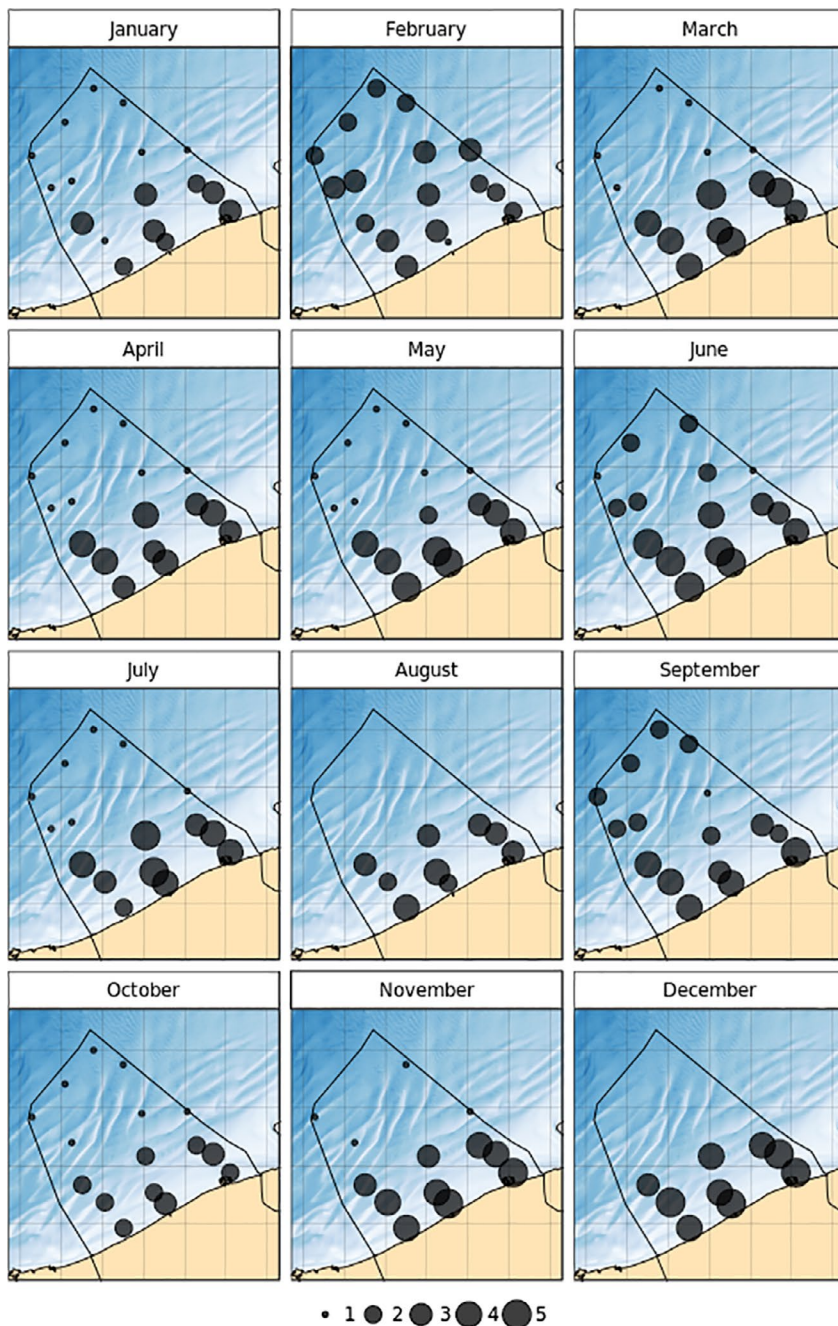 January February March
April May June
July August September
October November December
1 2 3 4 5